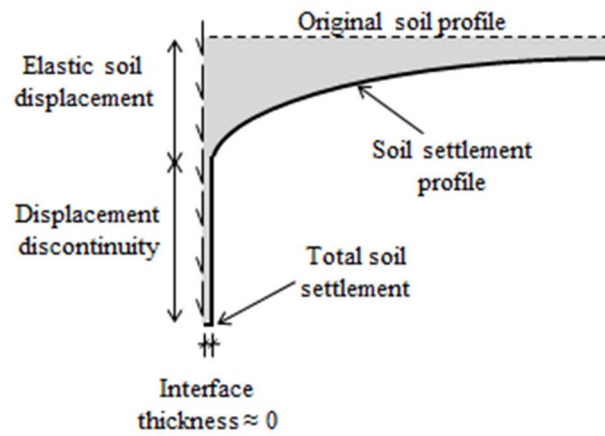 Original soil profile
Elastic soil
displacement
Soil settlement
profile
Displacement
discontinuity
Total soil
settlement
Interface
thickness ≈ 0